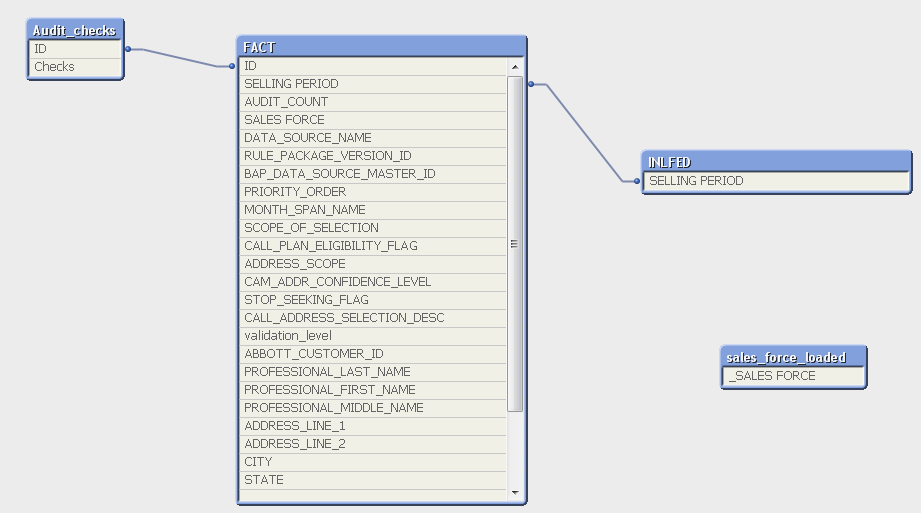 Audit_checks
ID
Checks
FACT
ID
SELLING PERIOD
AUDIT_COUNT
SALES FORCE
DATA_SOURCE_NAME
RULE_PACKAGE_VERSION_ID
BAP_DATA_SOURCE_MASTER_ID
PRIORITY_ORDER
MONTH_SPAN_NAME
SCOPE_OF_SELECTION
CALL_PLAN_ELIGIBILITY_FLAG
ADDRESS_SCOPE
CAM_ADDR_CONFIDENCE_LEVEL
STOP_SEEKING_FLAG
CALL_ADDRESS_SELECTION_DESC
validation_level
ABBOTT_CUSTOMER_ID
PROFESSIONAL_LAST_NAME
PROFESSIONAL_FIRST_NAME
PROFESSIONAL_MIDDLE_NAME
ADDRESS_LINE_1
ADDRESS_LINE_2
CITY
STATE
INLFED
SELLING PERIOD
sales_force_loaded
_SALES FORCE